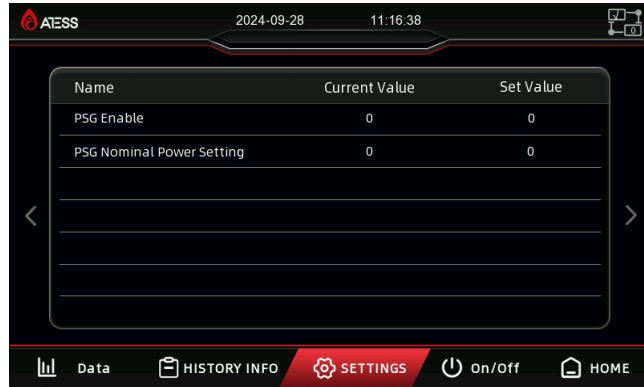 ATESS 2024-09-28 11:16:38
Name Current Value Set Value
PSG Enable 0 0
PSG Nominal Power Setting 0 0
Data HISTORY INFO SETTINGS On/Off HOME